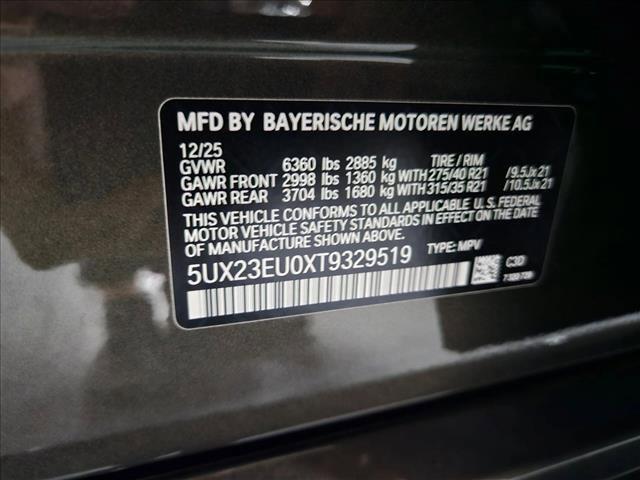 MFD BY BAYERISCHE MOTOREN WERKE AG
12/25
GVWR 6360 lbs 2885 kg TIRE / RIM
GAWR FRONT 2998 lbs 1360 kg WITH 275/40 R21 /9.5Jx21
GAWR REAR 3704 lbs 1680 kg WITH 315/35 R21 /10.5Jx21
THIS VEHICLE CONFORMS TO ALL APPLICABLE U.S. FEDERAL
MOTOR VEHICLE SAFETY STANDARDS IN EFFECT ON THE DATE
OF MANUFACTURE SHOWN ABOVE.
5UX23EU0XT9329519 TYPE: MPV
C3D